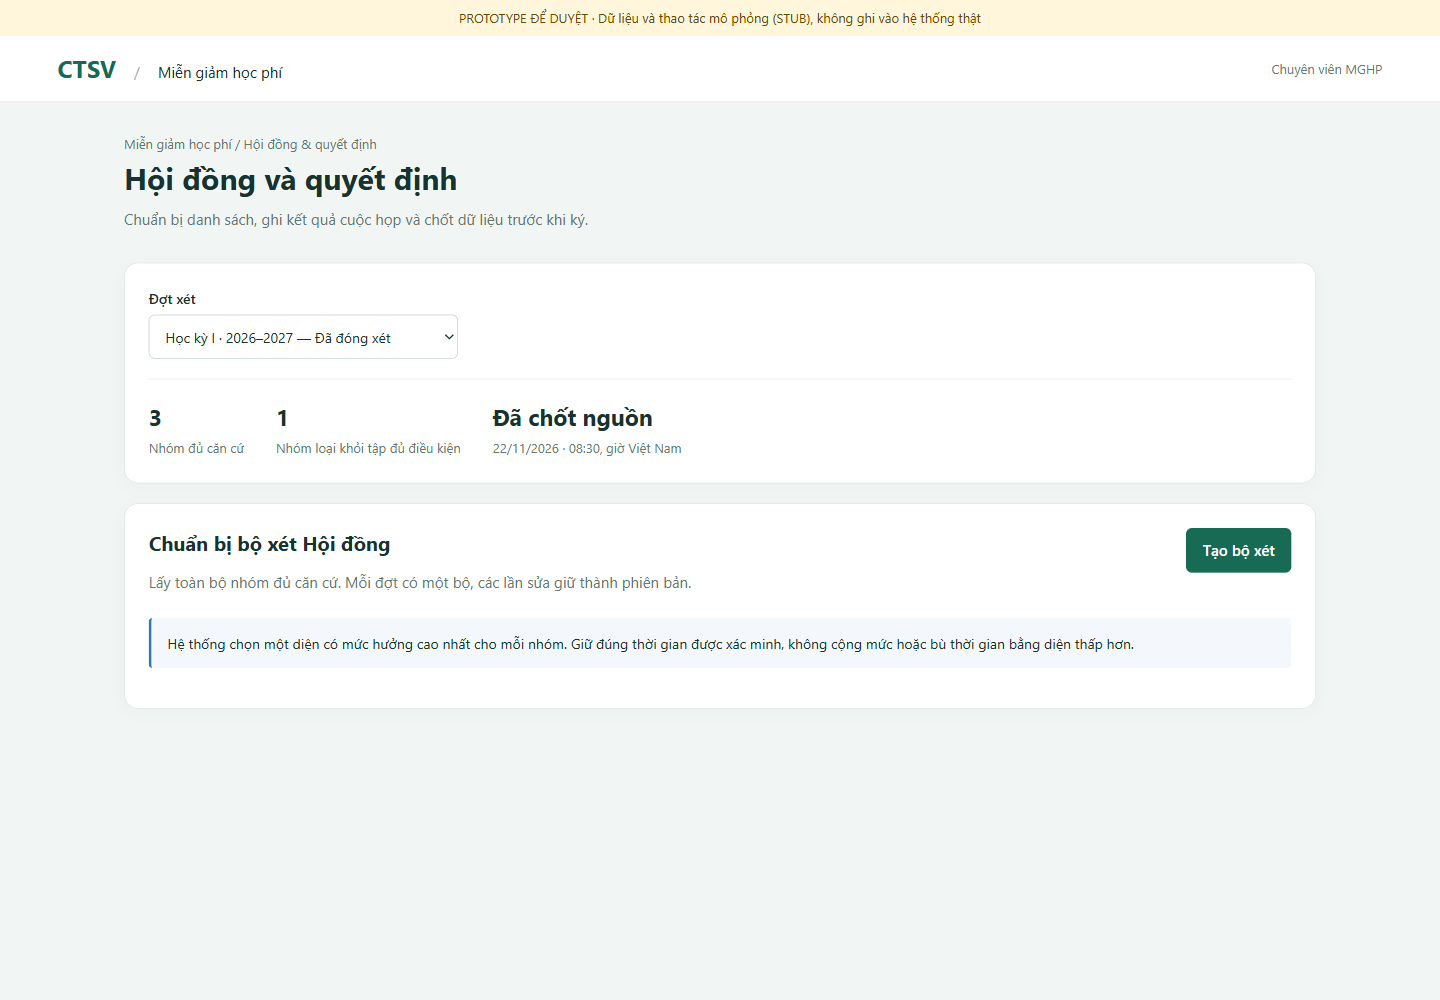 PROTOTYPE ĐỂ DUYỆT · Dữ liệu và thao tác mô phỏng (STUB), không ghi vào hệ thống thật
CTSV / Miễn giảm học phí
Chuyên viên MGHP
Miễn giảm học phí / Hội đồng & quyết định
Hội đồng và quyết định
Chuẩn bị danh sách, ghi kết quả cuộc họp và chốt dữ liệu trước khi ký.
Đợt xét
Học kỳ I · 2026–2027 — Đã đóng xét
3
Nhóm đủ căn cứ
1
Nhóm loại khỏi tập đủ điều kiện
Đã chốt nguồn
22/11/2026 · 08:30, giờ Việt Nam
Chuẩn bị bộ xét Hội đồng
Tạo bộ xét
Lấy toàn bộ nhóm đủ căn cứ. Mỗi đợt có một bộ, các lần sửa giữ thành phiên bản.
Hệ thống chọn một diện có mức hưởng cao nhất cho mỗi nhóm. Giữ đúng thời gian được xác minh, không cộng mức hoặc bù thời gian bằng diện thấp hơn.